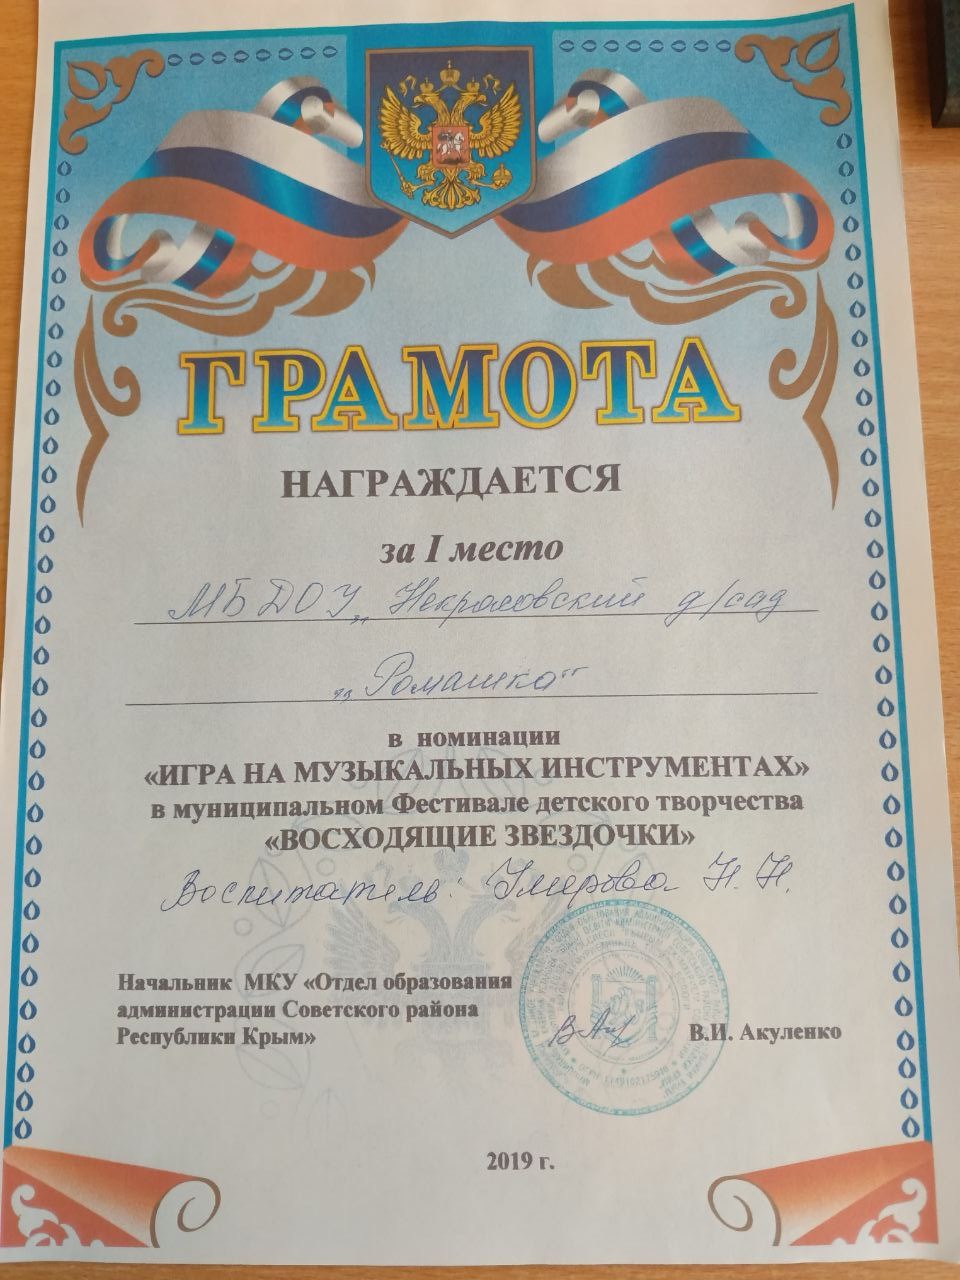 ГРАМОТА
НАГРАЖДАЕТСЯ
за I место
МБДОУ „Некрасовский д/сад
„Ромашка“
в номинации
«ИГРА НА МУЗЫКАЛЬНЫХ ИНСТРУМЕНТАХ»
в муниципальном Фестивале детского творчества
«ВОСХОДЯЩИЕ ЗВЕЗДОЧКИ»
Воспитатель: Умерова Н. Н.
Начальник МКУ «Отдел образования
администрации Советского района
Республики Крым»
В.И. Акуленко
2019 г.